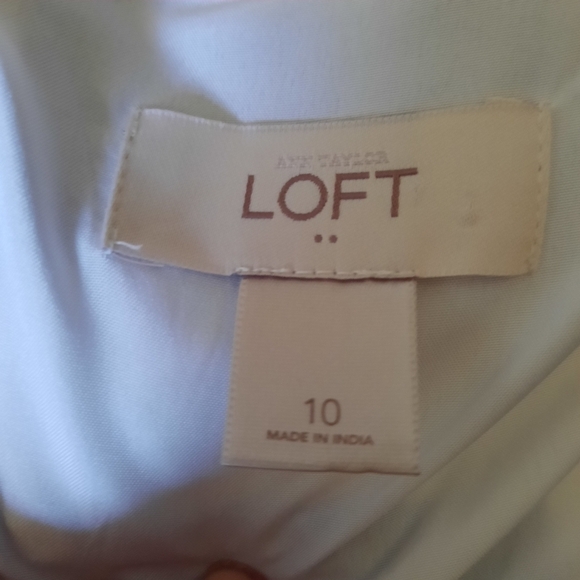 ANN TAYLOR
LOFT
10
MADE IN INDIA